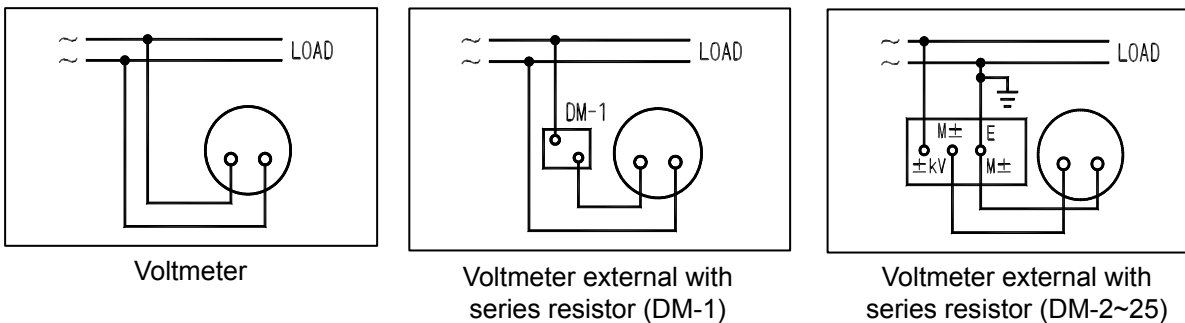 ~
~
LOAD
Voltmeter
~
~
LOAD
DM-1
Voltmeter external with
series resistor (DM-1)
~
~
LOAD
M± E
±kV M±
Voltmeter external with
series resistor (DM-2~25)